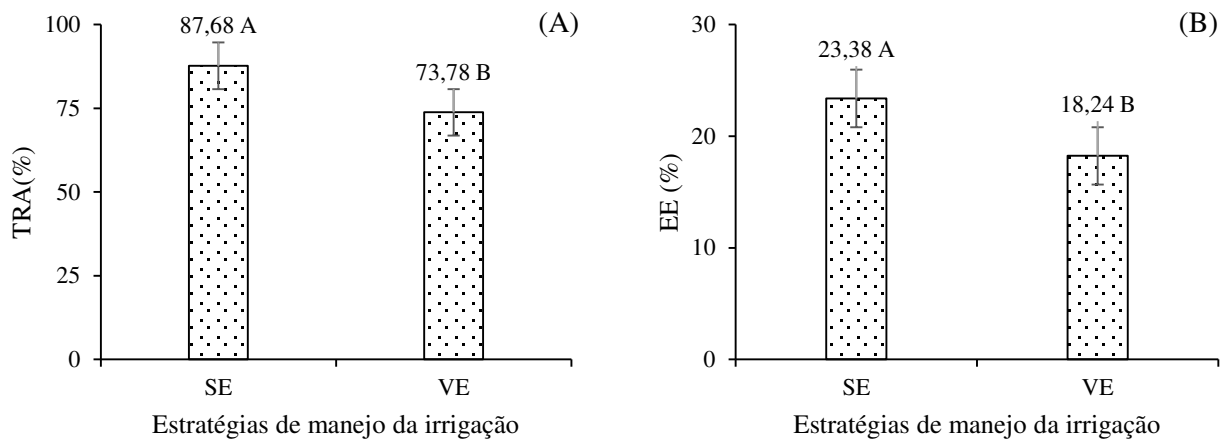 (A)
TRA(%)
100
75
50
25
0
87,68 A
73,78 B
SE
VE
Estratégias de manejo da irrigação
(B)
EE (%)
30
20
10
0
23,38 A
18,24 B
SE
VE
Estratégias de manejo da irrigação